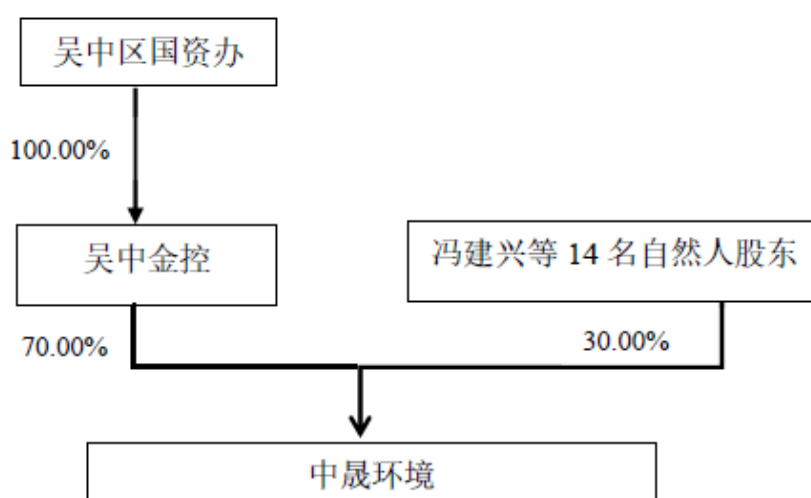 吴中区国资办
100.00%
吴中金控
冯建兴等 14 名自然人股东
70.00%
30.00%
中晟环境